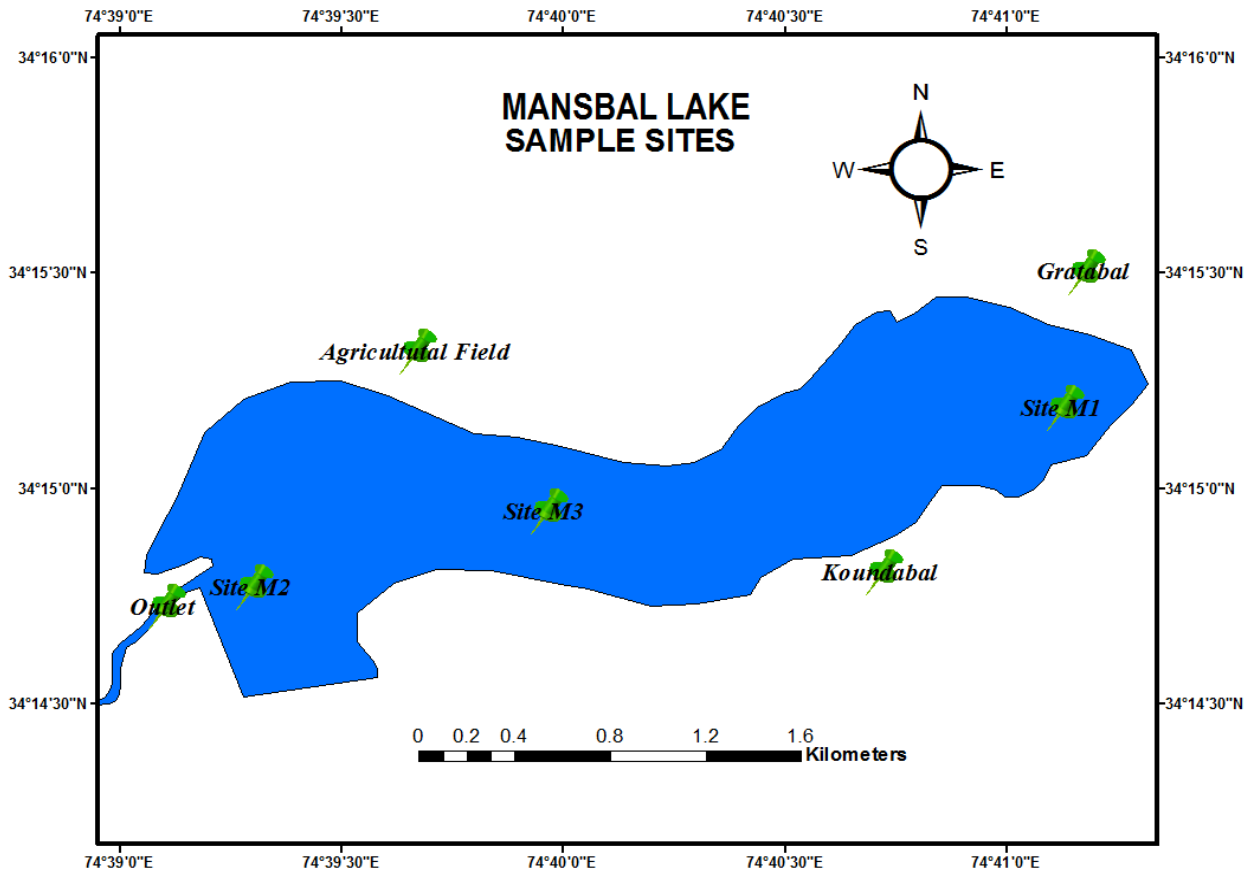 74°39'0"E 74°39'30"E 74°40'0"E 74°40'30"E 74°41'0"E
34°16'0"N 34°16'0"N
MANSBAL LAKE
SAMPLE SITES
N
W E
S
34°15'30"N 34°15'30"N
Gratabal
Agricultutal Field
Site M1
34°15'0"N 34°15'0"N
Site M3
Koundabal
Site M2
Outlet
34°14'30"N 34°14'30"N
0 0.2 0.4 0.8 1.2 1.6
Kilometers
74°39'0"E 74°39'30"E 74°40'0"E 74°40'30"E 74°41'0"E